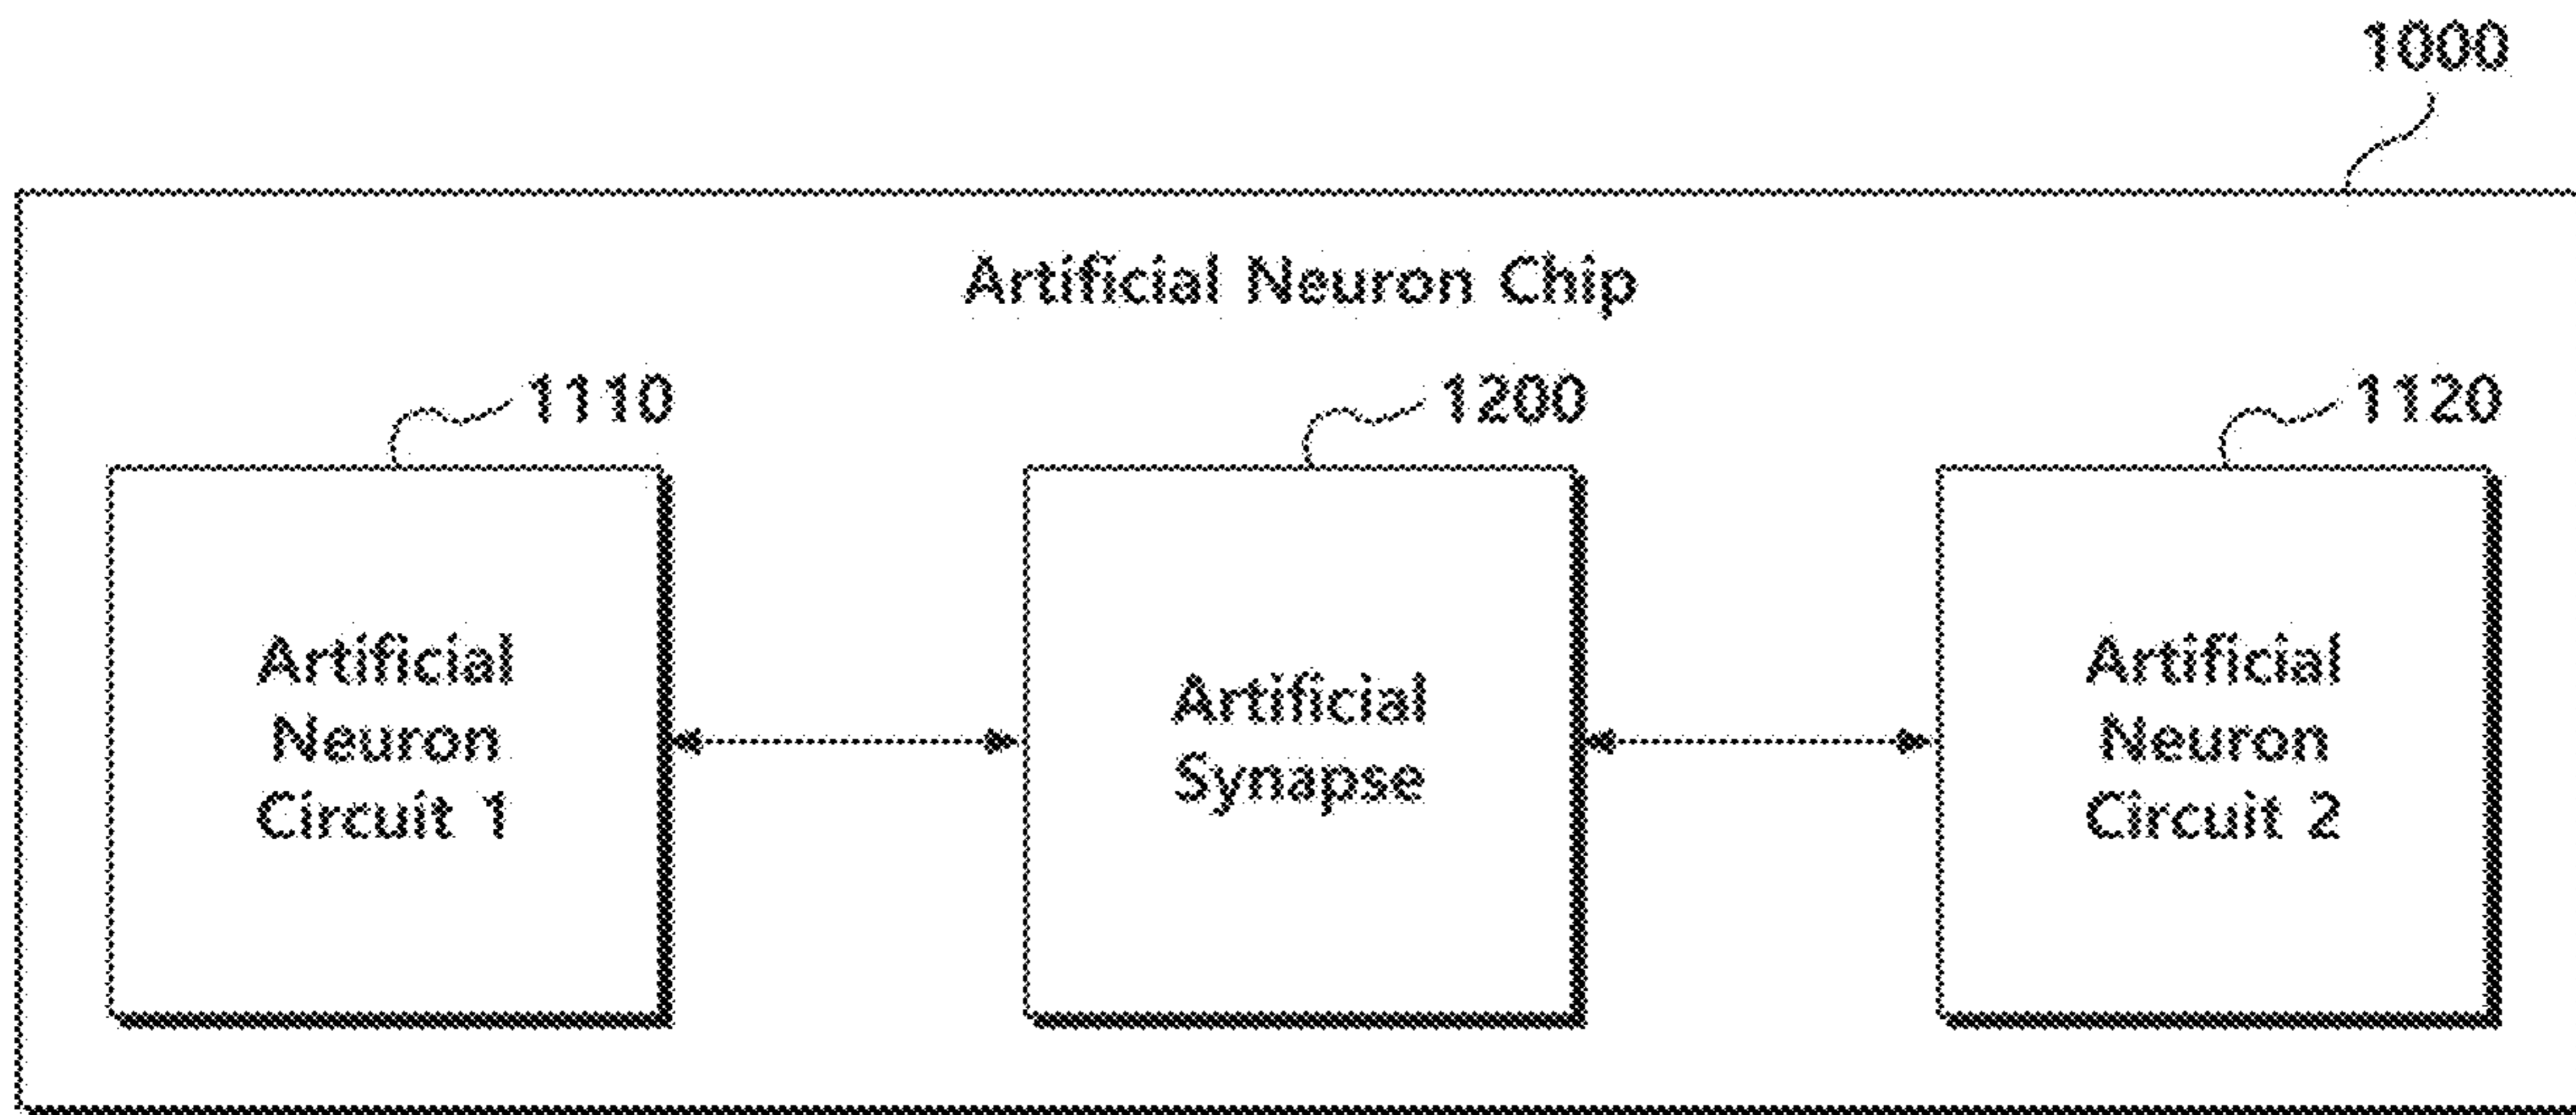 1000
Artificial Neuron Chip
1110
1200
1120
Artificial
Neuron
Circuit 1
Artificial
Synapse
Artificial
Neuron
Circuit 2